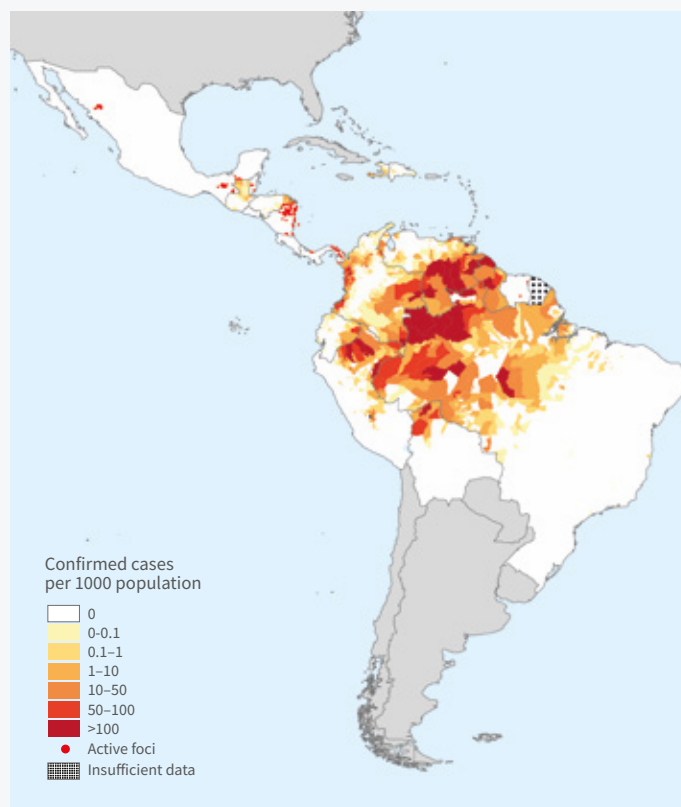 Confirmed cases
per 1000 population
0
0-0.1
0.1–1
1–10
10–50
50–100
>100
Active foci
Insufficient data